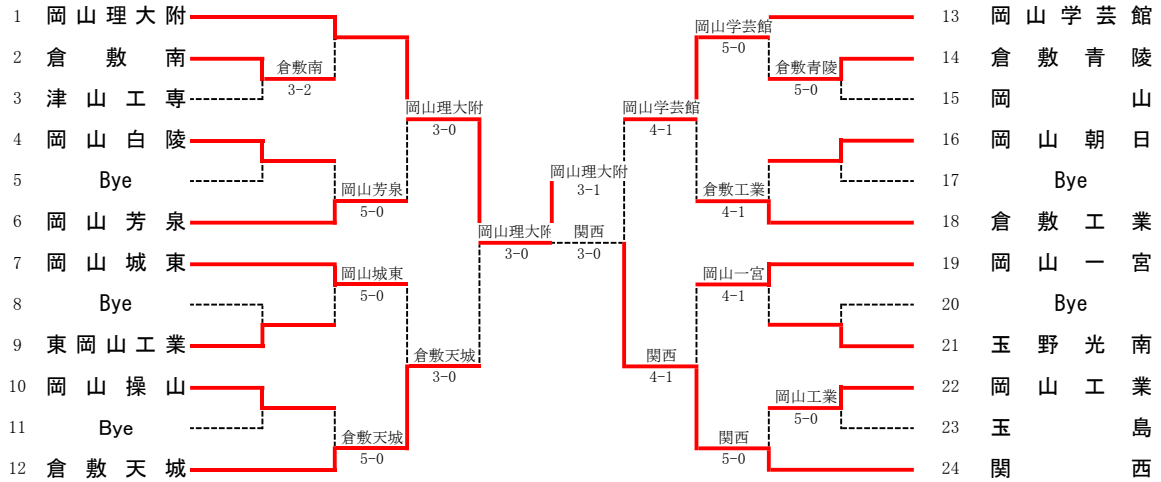 1 岡山理大附
2 倉敷南
3 津山工専
4 岡山白陵
5 Bye
6 岡山芳泉
7 岡山城東
8 Bye
9 東岡山工業
10 岡山操山
11 Bye
12 倉敷天城
倉敷南
3-2
岡山芳泉
5-0
岡山城東
5-0
倉敷天城
5-0
岡山理大附
3-0
倉敷天城
3-0
岡山理大附
3-0
岡山理大附
3-1
関西
3-0
岡山学芸館
4-1
関西
4-1
岡山学芸館
5-0
倉敷工業
4-1
岡山一宮
4-1
関西
5-0
倉敷青陵
5-0
岡山工業
5-0
13 岡山学芸館
14 倉敷青陵
15 岡山
16 岡山朝日
17 Bye
18 倉敷工業
19 岡山一宮
20 Bye
21 玉野光南
22 岡山工業
23 玉島
24 関西